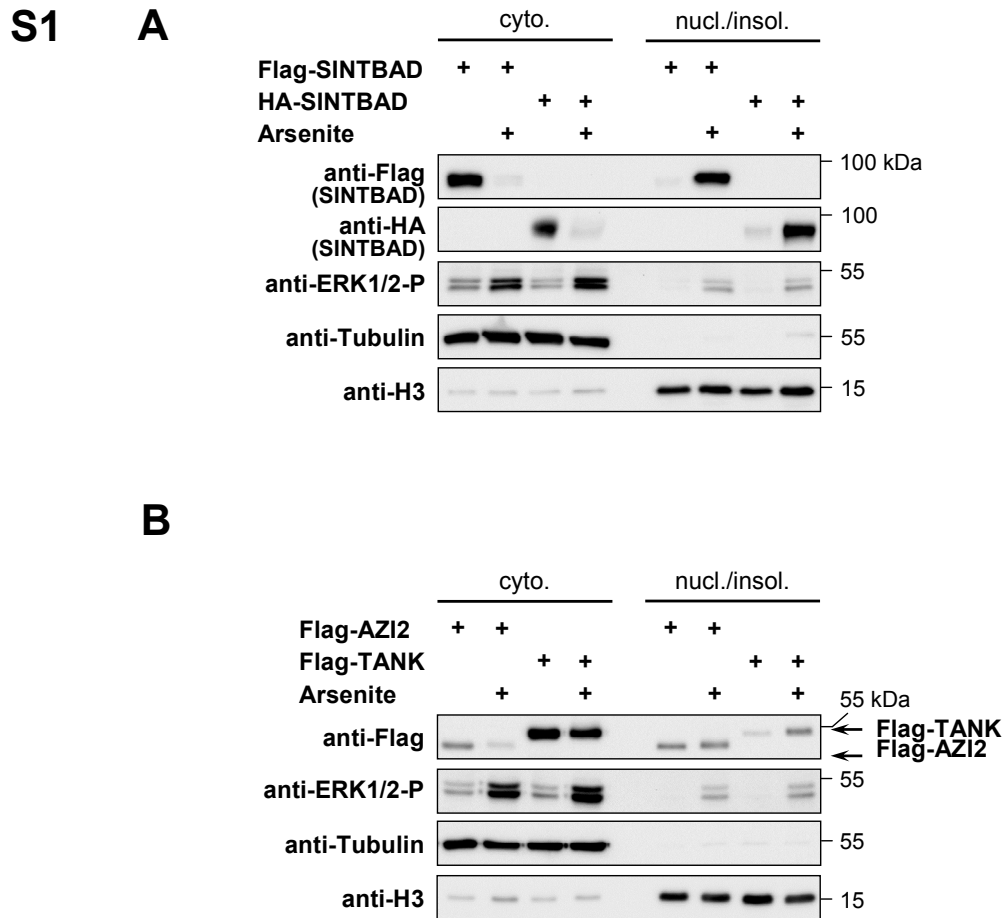 S1 A
cyto. nucl./insol.
Flag-SINTBAD + + + +
HA-SINTBAD + + + +
Arsenite + + + +
anti-Flag 100 kDa
(SINTBAD)
anti-HA 100
(SINTBAD)
anti-ERK1/2-P 55
anti-Tubulin 55
anti-H3 15
B
cyto. nucl./insol.
Flag-AZI2 + + + +
Flag-TANK + + + +
Arsenite + + + +
55 kDa
anti-Flag Flag-TANK
Flag-AZI2
anti-ERK1/2-P 55
anti-Tubulin 55
anti-H3 15